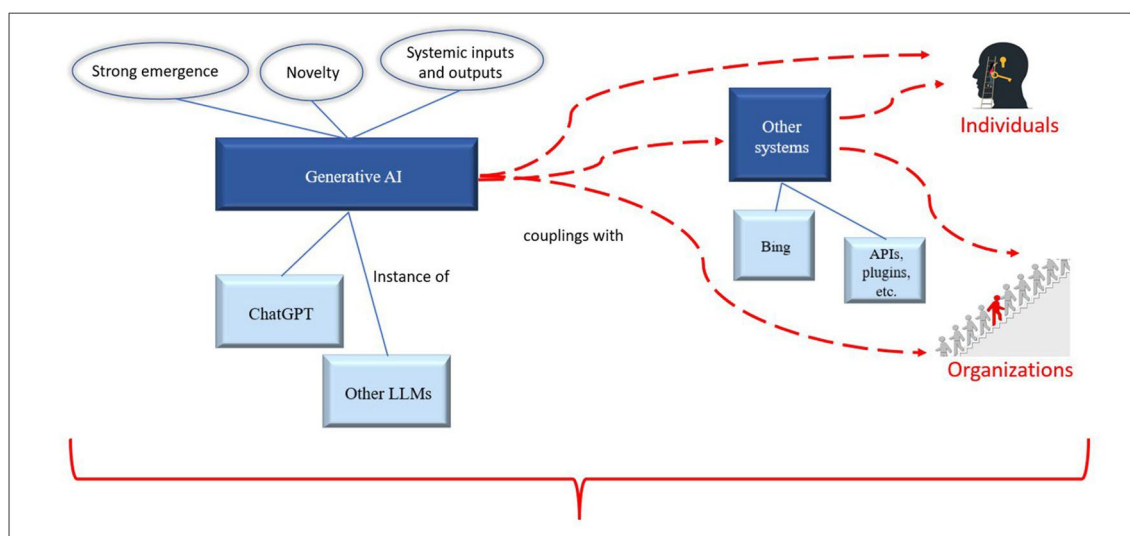 Strong emergence
Novelty
Systemic inputs
and outputs
Generative AI
Other
systems
Individuals
couplings with
Bing
APIs,
plugins,
etc.
Instance of
ChatGPT
Other LLMs
Organizations